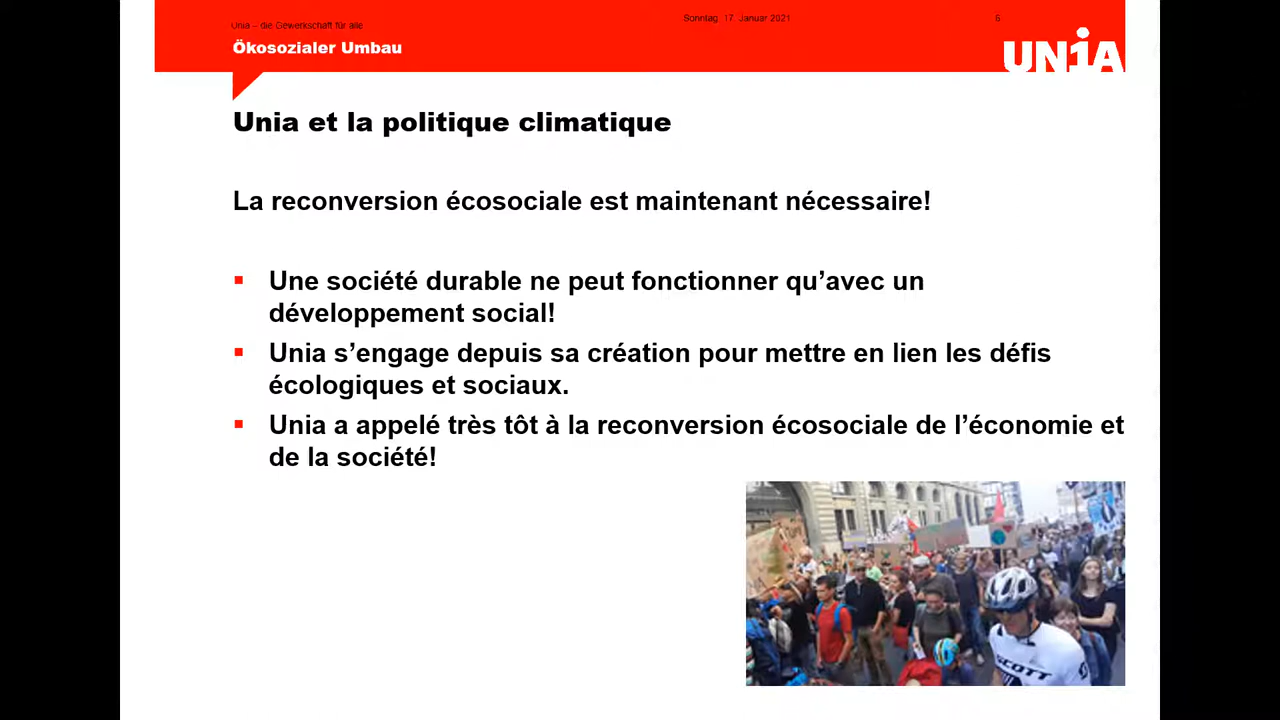 Unia – die Gewerkschaft für alle
Sonntag, 17. Januar 2021
6
Ökosozialer Umbau
UNiA
Unia et la politique climatique
La reconversion écosociale est maintenant nécessaire!
Une société durable ne peut fonctionner qu’avec un
développement social!
Unia s’engage depuis sa création pour mettre en lien les défis
écologiques et sociaux.
Unia a appelé très tôt à la reconversion écosociale de l’économie et
de la société!
SCOTT